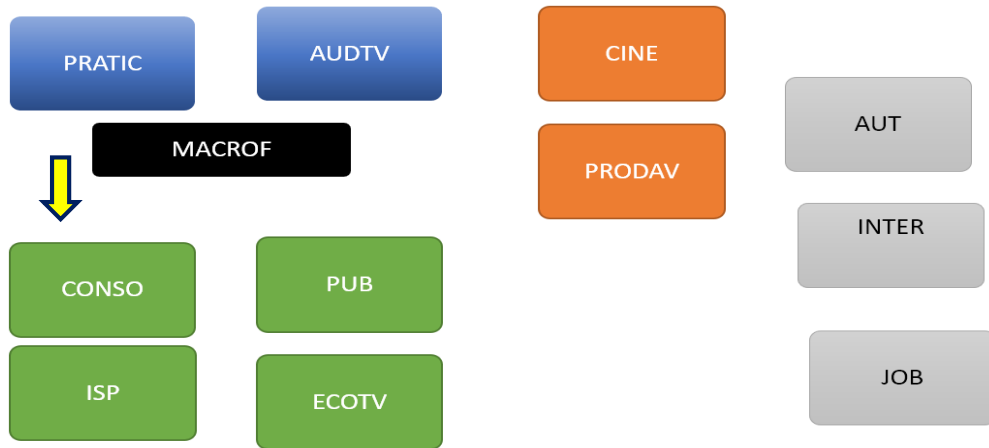 PRATIC
AUDTV
MACROF
CONSO
PUB
ISP
ECOTV
CINE
PRODAV
AUT
INTER
JOB